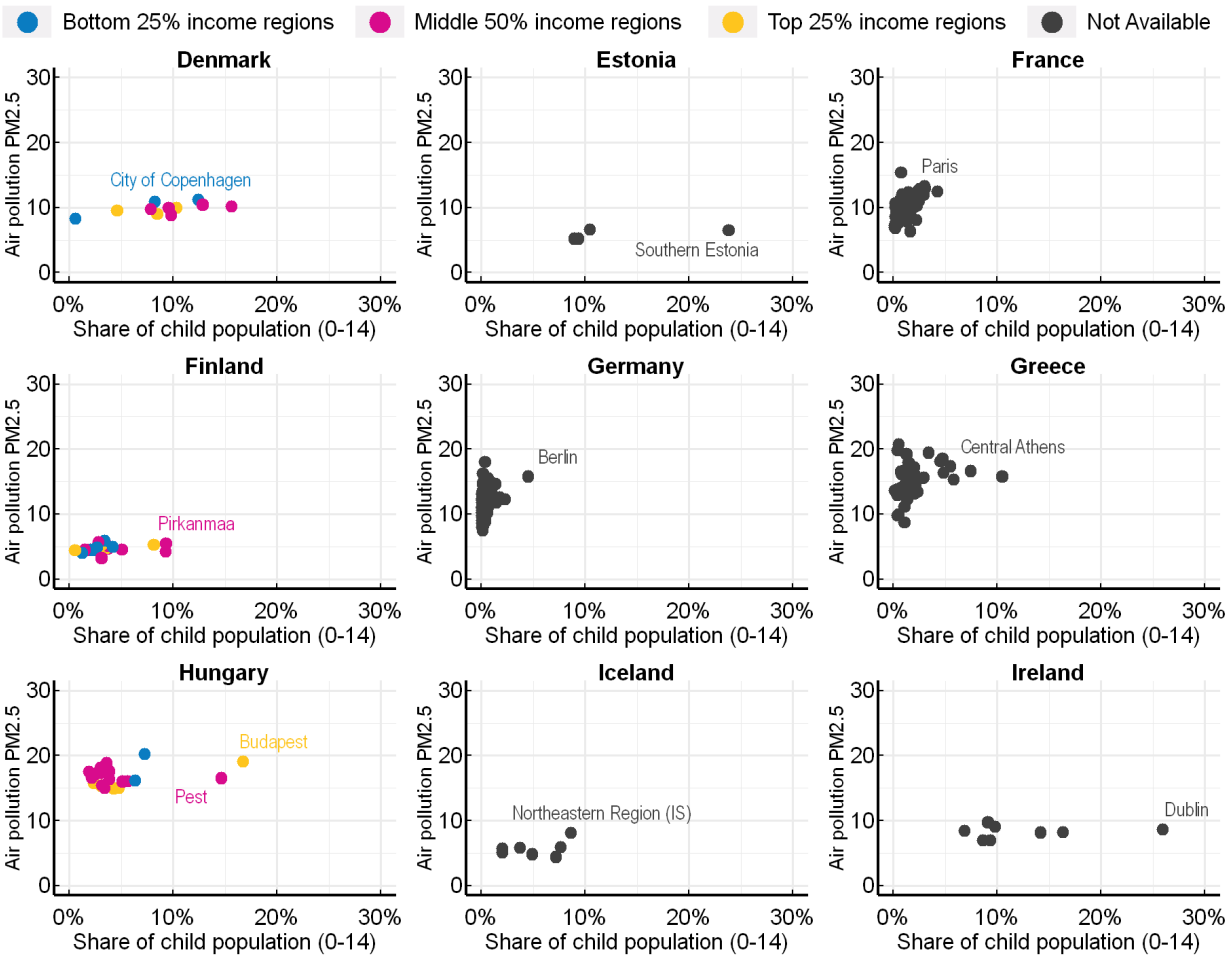 Bottom 25% income regions Middle 50% income regions Top 25% income regions Not Available
Denmark Estonia France
Air pollution PM2.5 Air pollution PM2.5 Air pollution PM2.5
30 30 30
20 20 20
City of Copenhagen Paris
10 10 10
Southern Estonia
0 0 0
0% 10% 20% 30% 0% 10% 20% 30% 0% 10% 20% 30%
Share of child population (0-14) Share of child population (0-14) Share of child population (0-14)
Finland Germany Greece
Air pollution PM2.5 Air pollution PM2.5 Air pollution PM2.5
30 30 30
20 20 20
Berlin Central Athens
10 10 10
Pirkanmaa
0 0 0
0% 10% 20% 30% 0% 10% 20% 30% 0% 10% 20% 30%
Share of child population (0-14) Share of child population (0-14) Share of child population (0-14)
Hungary Iceland Ireland
Air pollution PM2.5 Air pollution PM2.5 Air pollution PM2.5
30 30 30
Budapest
20 20 20
Pest
Northeastern Region (IS) Dublin
10 10 10
0 0 0
0% 10% 20% 30% 0% 10% 20% 30% 0% 10% 20% 30%
Share of child population (0-14) Share of child population (0-14) Share of child population (0-14)